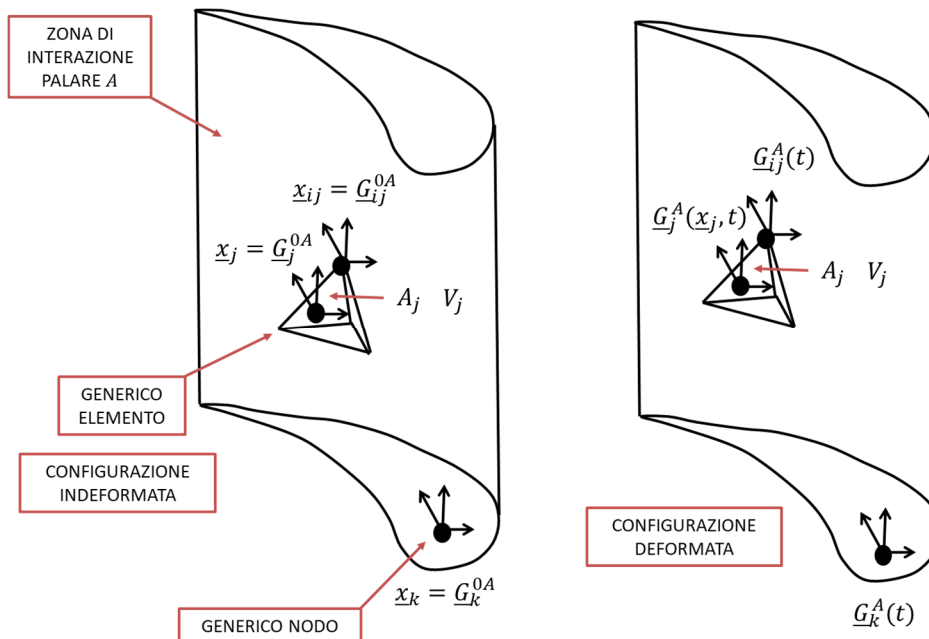 ZONA DI
INTERAZIONE
PALARE A
x_ij = G_ij^0A
x_j = G_j^0A
A_j V_j
GENERICO
ELEMENTO
CONFIGURAZIONE
INDEFORMATA
x_k = G_k^0A
GENERICO NODO
G_ij^A(t)
G_j^A(x_j, t)
A_j V_j
CONFIGURAZIONE
DEFORMATA
G_k^A(t)